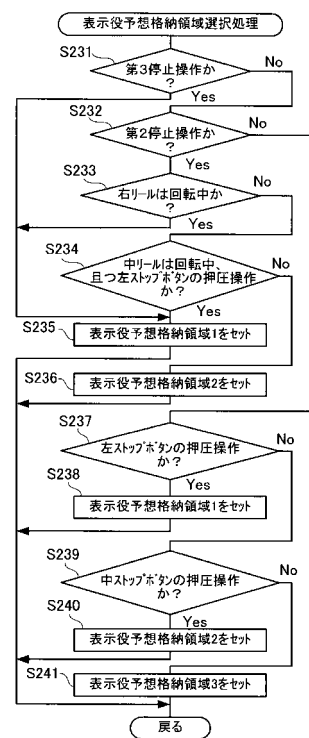 表示役予想格納領域選択処理
S231
第3停止操作か
?
No
Yes
S232
第2停止操作か
?
No
Yes
S233
右リールは回転中か
?
No
Yes
S234
中リールは回転中、
且つ左ストップボタンの押圧操作
か?
No
Yes
S235
表示役予想格納領域1をセット
S236
表示役予想格納領域2をセット
S237
左ストップボタンの押圧操作
か?
No
Yes
S238
表示役予想格納領域1をセット
S239
中ストップボタンの押圧操作
か?
No
Yes
S240
表示役予想格納領域2をセット
S241
表示役予想格納領域3をセット
戻る